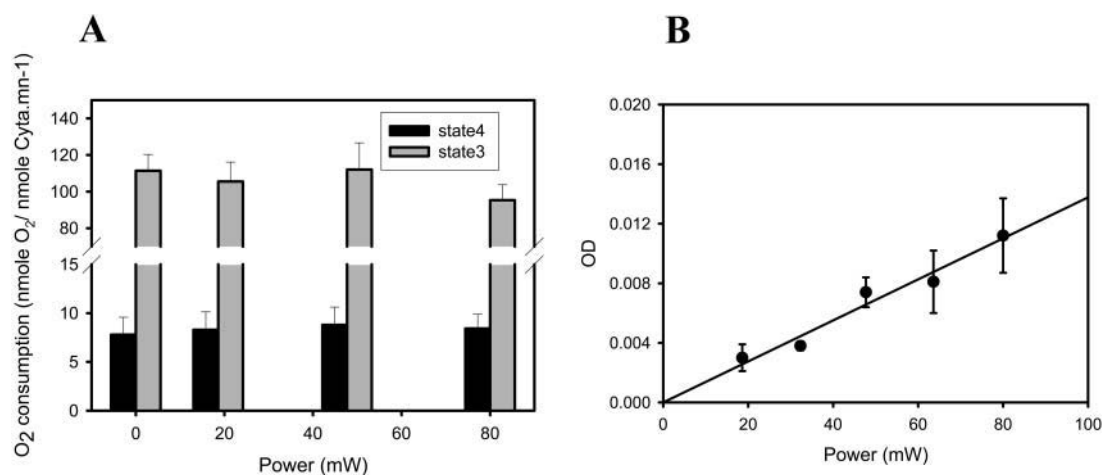 A
O2 consumption (nmole O2/ nmole Cyta.mn-1)
140
120
100
80
15
10
5
0
state4
state3
0 20 40 60 80
Power (mW)
B
OD
0.020
0.016
0.012
0.008
0.004
0.000
0 20 40 60 80 100
Power (mW)